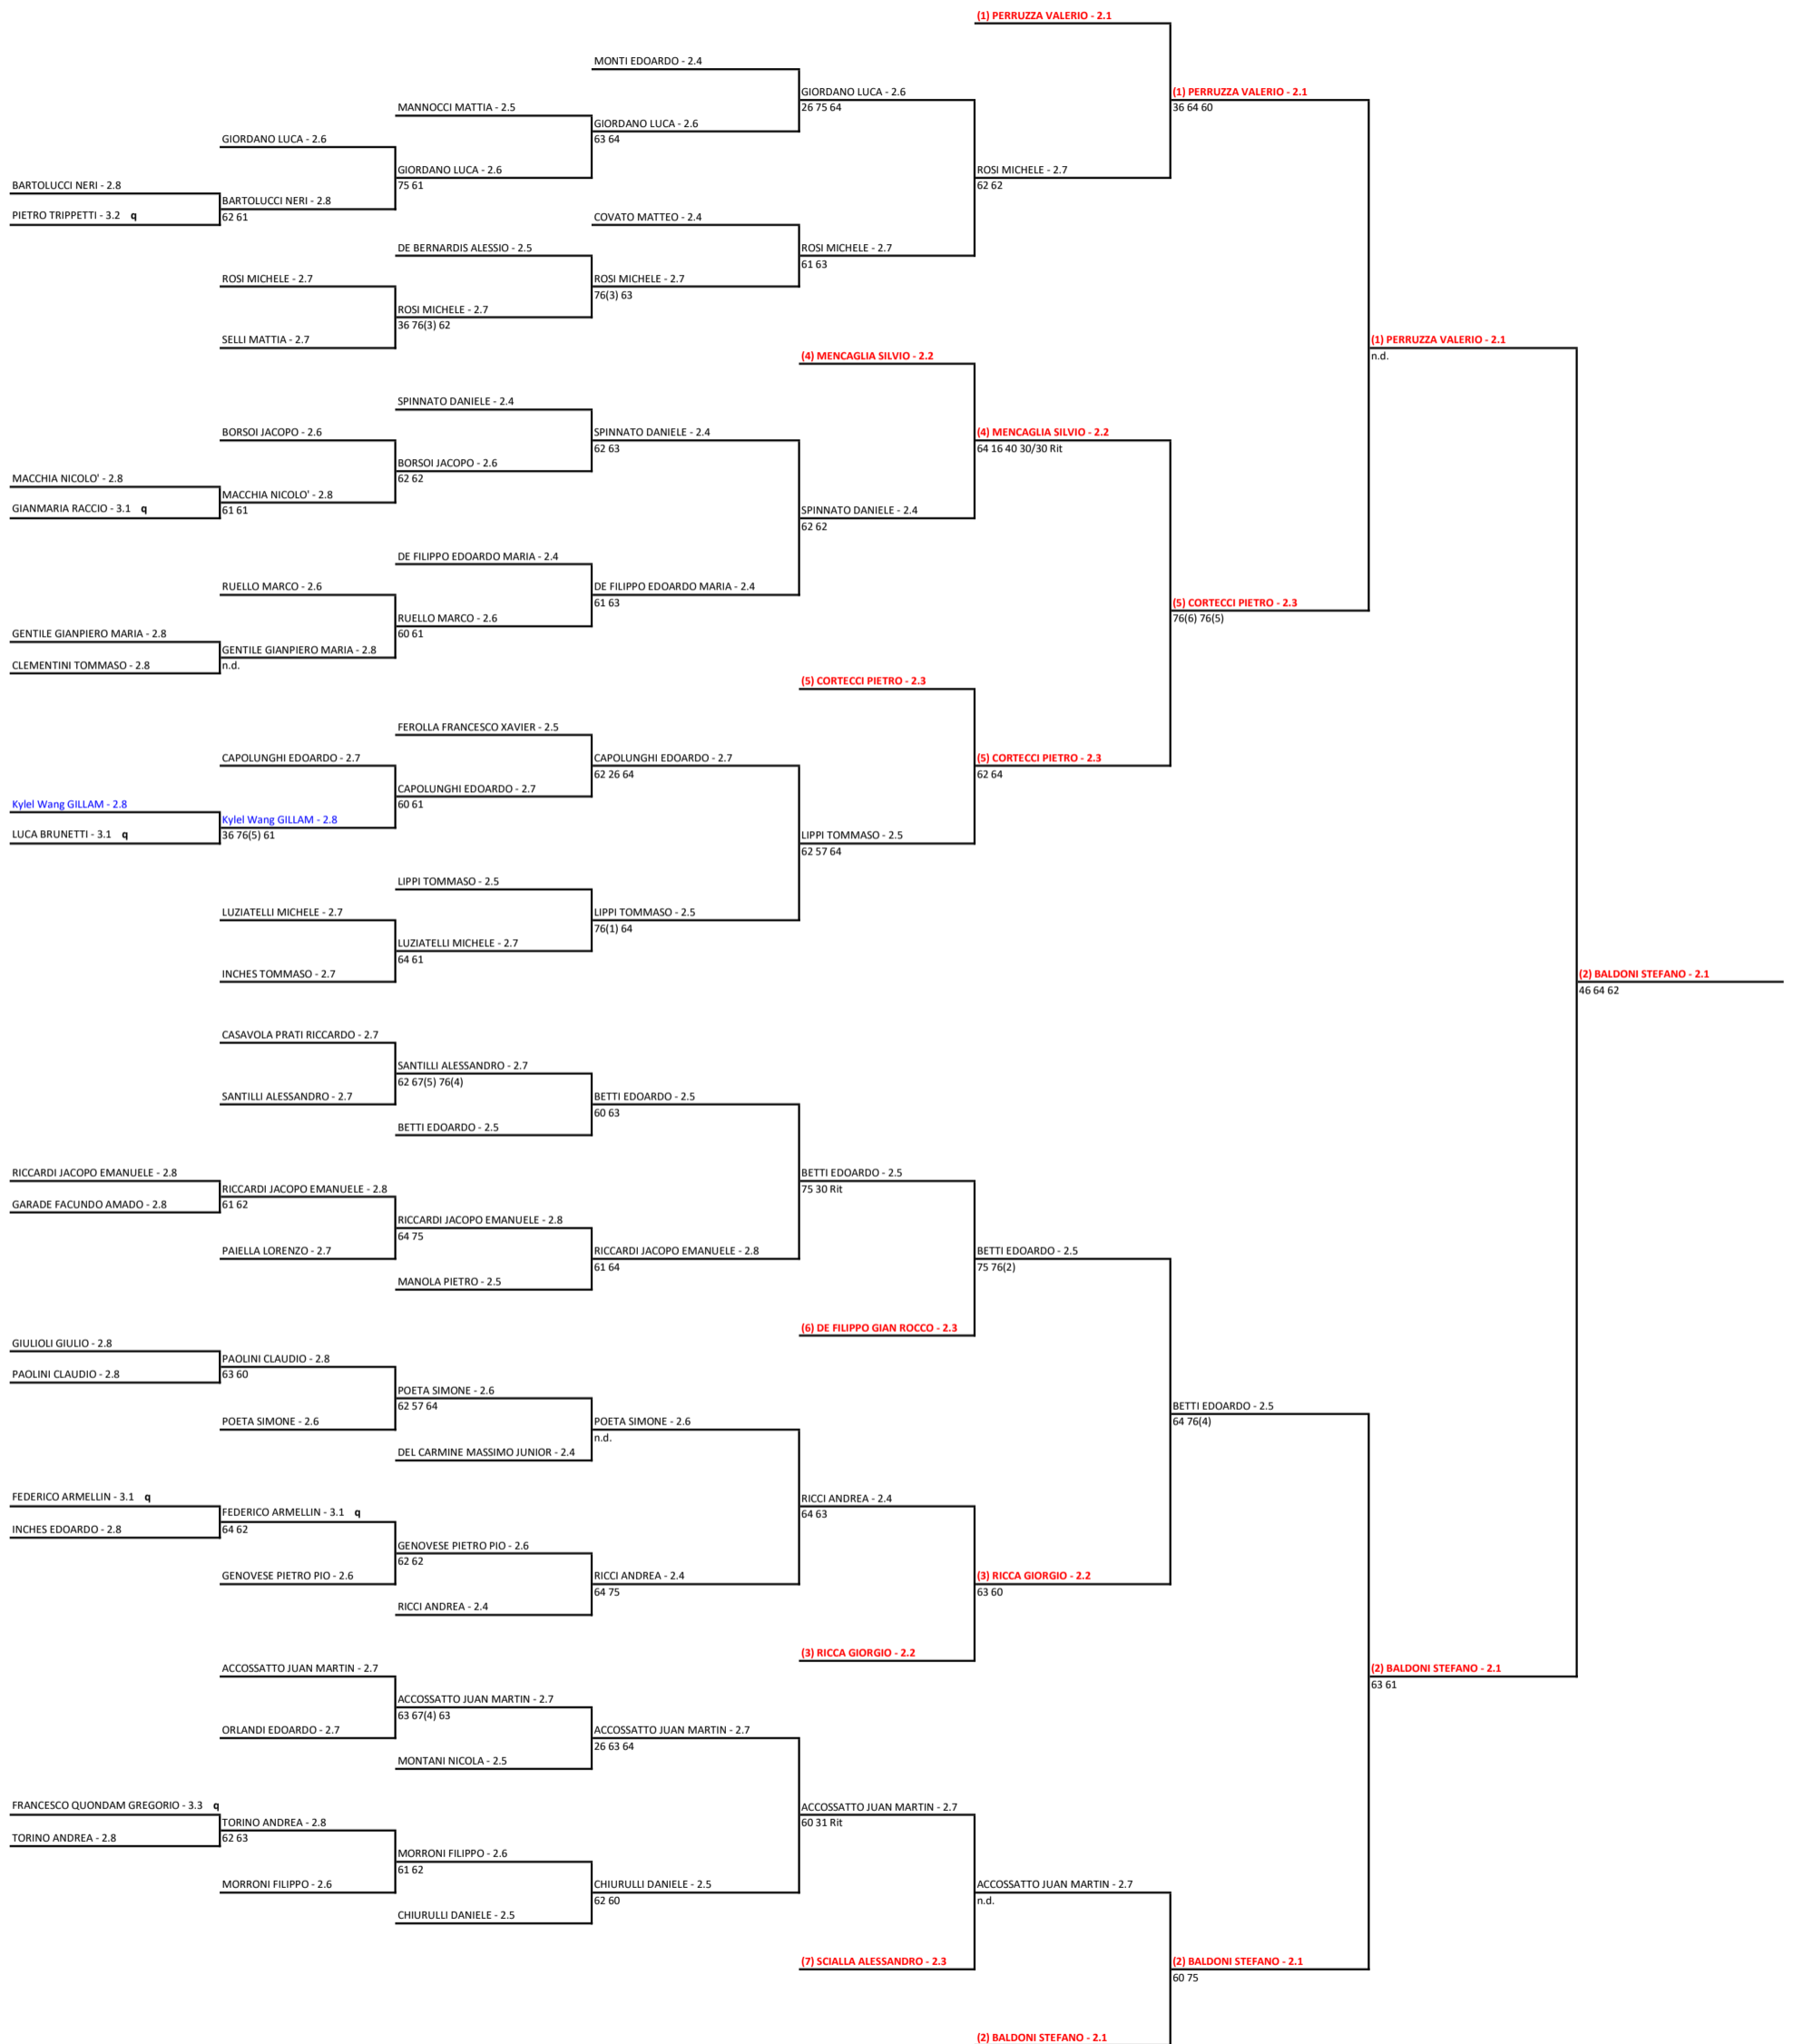 (1) PERRUZZA VALERIO - 2.1
MONTI EDOARDO - 2.4
GIORDANO LUCA - 2.6
(1) PERRUZZA VALERIO - 2.1
MANNOCCI MATTIA - 2.5
26 75 64
36 64 60
GIORDANO LUCA - 2.6
GIORDANO LUCA - 2.6
63 64
GIORDANO LUCA - 2.6
ROSI MICHELE - 2.7
BARTOLUCCI NERI - 2.8
75 61
62 62
BARTOLUCCI NERI - 2.8
PIETRO TRIPPETTI - 3.2 q
62 61
COVATO MATTEO - 2.4
DE BERNARDIS ALESSIO - 2.5
ROSI MICHELE - 2.7
61 63
ROSI MICHELE - 2.7
ROSI MICHELE - 2.7
76(3) 63
ROSI MICHELE - 2.7
36 76(3) 62
SELLI MATTIA - 2.7
(1) PERRUZZA VALERIO - 2.1
(4) MENCAGLIA SILVIO - 2.2
n.d.
SPINNATO DANIELE - 2.4
BORSOI JACOPO - 2.6
SPINNATO DANIELE - 2.4
(4) MENCAGLIA SILVIO - 2.2
62 63
64 16 40 30/30 Rit
BORSOI JACOPO - 2.6
MACCHIA NICOLO' - 2.8
62 62
MACCHIA NICOLO' - 2.8
GIANMARIA RACCIO - 3.1 q
61 61
SPINNATO DANIELE - 2.4
62 62
DE FILIPPO EDOARDO MARIA - 2.4
RUELLO MARCO - 2.6
DE FILIPPO EDOARDO MARIA - 2.4
61 63
(5) CORTECCI PIETRO - 2.3
RUELLO MARCO - 2.6
76(6) 76(5)
GENTILE GIANPIERO MARIA - 2.8
60 61
GENTILE GIANPIERO MARIA - 2.8
CLEMENTINI TOMMASO - 2.8
n.d.
(5) CORTECCI PIETRO - 2.3
FEROLLA FRANCESCO XAVIER - 2.5
CAPOLUNGHI EDOARDO - 2.7
CAPOLUNGHI EDOARDO - 2.7
(5) CORTECCI PIETRO - 2.3
62 26 64
62 64
CAPOLUNGHI EDOARDO - 2.7
Kylel Wang GILLAM - 2.8
60 61
Kylel Wang GILLAM - 2.8
LUCA BRUNETTI - 3.1 q
36 76(5) 61
LIPPI TOMMASO - 2.5
62 57 64
LIPPI TOMMASO - 2.5
LUZIATELLI MICHELE - 2.7
LIPPI TOMMASO - 2.5
76(1) 64
LUZIATELLI MICHELE - 2.7
64 61
INCHES TOMMASO - 2.7
(2) BALDONI STEFANO - 2.1
46 64 62
CASAVOLA PRATI RICCARDO - 2.7
SANTILLI ALESSANDRO - 2.7
62 67(5) 76(4)
SANTILLI ALESSANDRO - 2.7
BETTI EDOARDO - 2.5
60 63
BETTI EDOARDO - 2.5
RICCARDI JACOPO EMANUELE - 2.8
BETTI EDOARDO - 2.5
RICCARDI JACOPO EMANUELE - 2.8
75 30 Rit
GARADE FACUNDO AMADO - 2.8
61 62
RICCARDI JACOPO EMANUELE - 2.8
64 75
PAIELLA LORENZO - 2.7
RICCARDI JACOPO EMANUELE - 2.8
BETTI EDOARDO - 2.5
61 64
75 76(2)
MANOLA PIETRO - 2.5
(6) DE FILIPPO GIAN ROCCO - 2.3
GIULIOLI GIULIO - 2.8
PAOLINI CLAUDIO - 2.8
PAOLINI CLAUDIO - 2.8
63 60
POETA SIMONE - 2.6
62 57 64
BETTI EDOARDO - 2.5
POETA SIMONE - 2.6
POETA SIMONE - 2.6
64 76(4)
n.d.
DEL CARMINE MASSIMO JUNIOR - 2.4
FEDERICO ARMELLIN - 3.1 q
RICCI ANDREA - 2.4
FEDERICO ARMELLIN - 3.1 q
64 63
INCHES EDOARDO - 2.8
64 62
GENOVESE PIETRO PIO - 2.6
62 62
GENOVESE PIETRO PIO - 2.6
RICCI ANDREA - 2.4
(3) RICCA GIORGIO - 2.2
64 75
63 60
RICCI ANDREA - 2.4
(3) RICCA GIORGIO - 2.2
ACCOSSATTO JUAN MARTIN - 2.7
(2) BALDONI STEFANO - 2.1
63 61
ACCOSSATTO JUAN MARTIN - 2.7
63 67(4) 63
ORLANDI EDOARDO - 2.7
ACCOSSATTO JUAN MARTIN - 2.7
26 63 64
MONTANI NICOLA - 2.5
FRANCESCO QUONDAM GREGORIO - 3.3 q
ACCOSSATTO JUAN MARTIN - 2.7
TORINO ANDREA - 2.8
60 31 Rit
TORINO ANDREA - 2.8
62 63
MORRONI FILIPPO - 2.6
61 62
MORRONI FILIPPO - 2.6
CHIURULLI DANIELE - 2.5
ACCOSSATTO JUAN MARTIN - 2.7
62 60
n.d.
CHIURULLI DANIELE - 2.5
(7) SCIALLA ALESSANDRO - 2.3
(2) BALDONI STEFANO - 2.1
60 75
(2) BALDONI STEFANO - 2.1